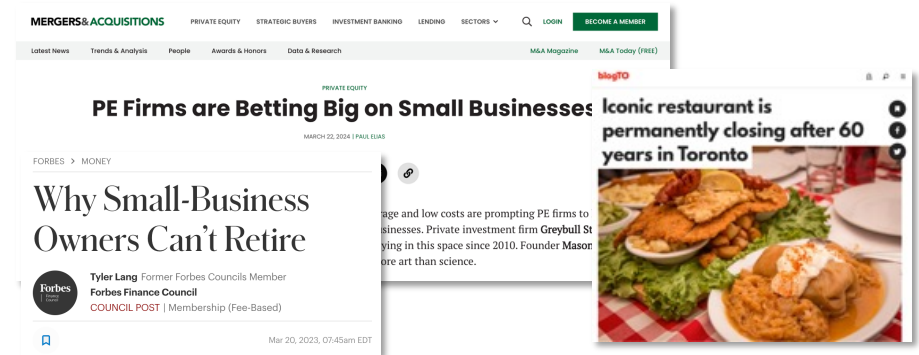 MERGERS& ACQUISITIONS
PRIVATE EQUITY STRATEGIC BUYERS INVESTMENT BANKING LENDING SECTORS LOGIN BECOME A MEMBER
Latest News Trends & Analysis People Awards & Honors Data & Research M&A Magazine M&A Today (FREE)
PRIVATE EQUITY
PE Firms are Betting Big on Small Businesses
MARCH 22, 2024 | PAUL ELIAS
age and low costs are prompting PE firms to
sinesses. Private investment firm Greybull St
ying in this space since 2010. Founder Mason
ore art than science.
FORBES > MONEY
Why Small-Business
Owners Can't Retire
Forbes
Finance
Council
Tyler Lang Former Forbes Councils Member
Forbes Finance Council
COUNCIL POST | Membership (Fee-Based)
Mar 20, 2023, 07:45am EDT
blogTO
Iconic restaurant is
permanently closing after 60
years in Toronto